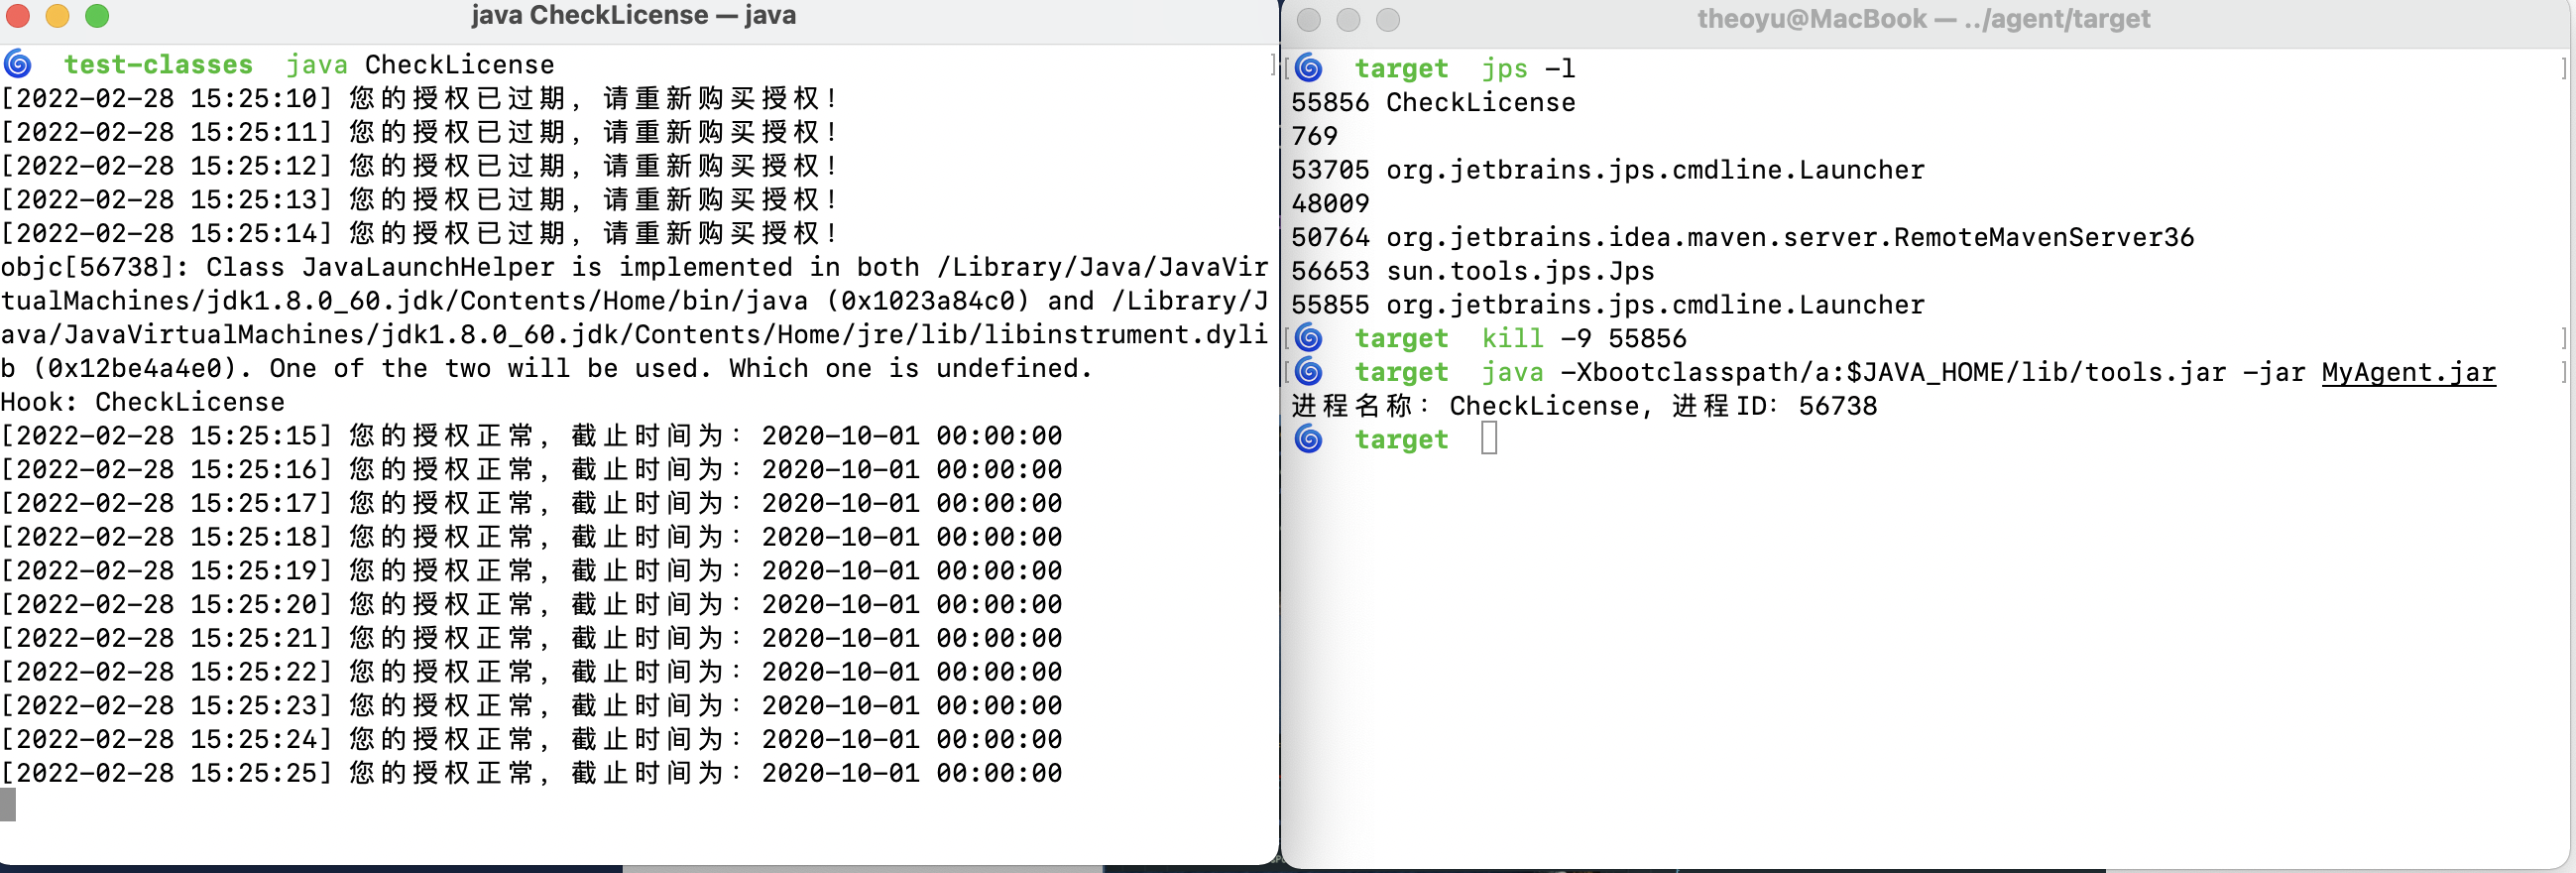 java CheckLicense — java
test-classes java CheckLicense
[2022-02-28 15:25:10] 您的授权已过期, 请重新购买授权!
[2022-02-28 15:25:11] 您的授权已过期, 请重新购买授权!
[2022-02-28 15:25:12] 您的授权已过期, 请重新购买授权!
[2022-02-28 15:25:13] 您的授权已过期, 请重新购买授权!
[2022-02-28 15:25:14] 您的授权已过期, 请重新购买授权!
objc[56738]: Class JavaLaunchHelper is implemented in both /Library/Java/JavaVir
tualMachines/jdk1.8.0_60.jdk/Contents/Home/bin/java (0x1023a84c0) and /Library/J
ava/JavaVirtualMachines/jdk1.8.0_60.jdk/Contents/Home/jre/lib/libinstrument.dyli
b (0x12be4a4e0). One of the two will be used. Which one is undefined.
Hook: CheckLicense
[2022-02-28 15:25:15] 您的授权正常, 截止时间为: 2020-10-01 00:00:00
[2022-02-28 15:25:16] 您的授权正常, 截止时间为: 2020-10-01 00:00:00
[2022-02-28 15:25:17] 您的授权正常, 截止时间为: 2020-10-01 00:00:00
[2022-02-28 15:25:18] 您的授权正常, 截止时间为: 2020-10-01 00:00:00
[2022-02-28 15:25:19] 您的授权正常, 截止时间为: 2020-10-01 00:00:00
[2022-02-28 15:25:20] 您的授权正常, 截止时间为: 2020-10-01 00:00:00
[2022-02-28 15:25:21] 您的授权正常, 截止时间为: 2020-10-01 00:00:00
[2022-02-28 15:25:22] 您的授权正常, 截止时间为: 2020-10-01 00:00:00
[2022-02-28 15:25:23] 您的授权正常, 截止时间为: 2020-10-01 00:00:00
[2022-02-28 15:25:24] 您的授权正常, 截止时间为: 2020-10-01 00:00:00
[2022-02-28 15:25:25] 您的授权正常, 截止时间为: 2020-10-01 00:00:00
theoyu@MacBook — ../agent/target
target jps -l
55856 CheckLicense
769
53705 org.jetbrains.jps.cmdline.Launcher
48009
50764 org.jetbrains.idea.maven.server.RemoteMavenServer36
56653 sun.tools.jps.Jps
55855 org.jetbrains.jps.cmdline.Launcher
target kill -9 55856
target java -Xbootclasspath/a:$JAVA_HOME/lib/tools.jar -jar MyAgent.jar
进程名称: CheckLicense, 进程ID: 56738
target